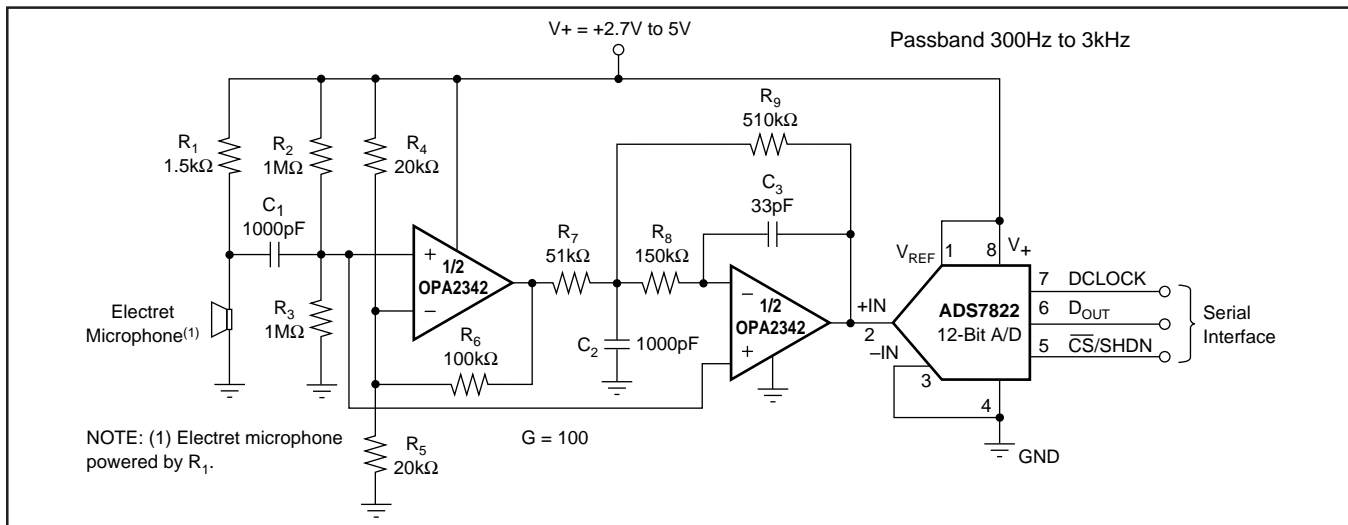 V+ = +2.7V to 5V
Passband 300Hz to 3kHz
R1
1.5kΩ
R2
1MΩ
R4
20kΩ
R9
510kΩ
C3
33pF
C1
1000pF
R7
51kΩ
R8
150kΩ
VREF
1
8
V+
+
1/2
OPA2342
−
−
1/2
OPA2342
+
Electret
Microphone(1)
R3
1MΩ
R6
100kΩ
C2
1000pF
+IN
2
–IN
3
ADS7822
12-Bit A/D
4
7
DCLOCK
6
DOUT
5
CS/SHDN
Serial
Interface
NOTE: (1) Electret microphone
powered by R1.
R5
20kΩ
G = 100
GND